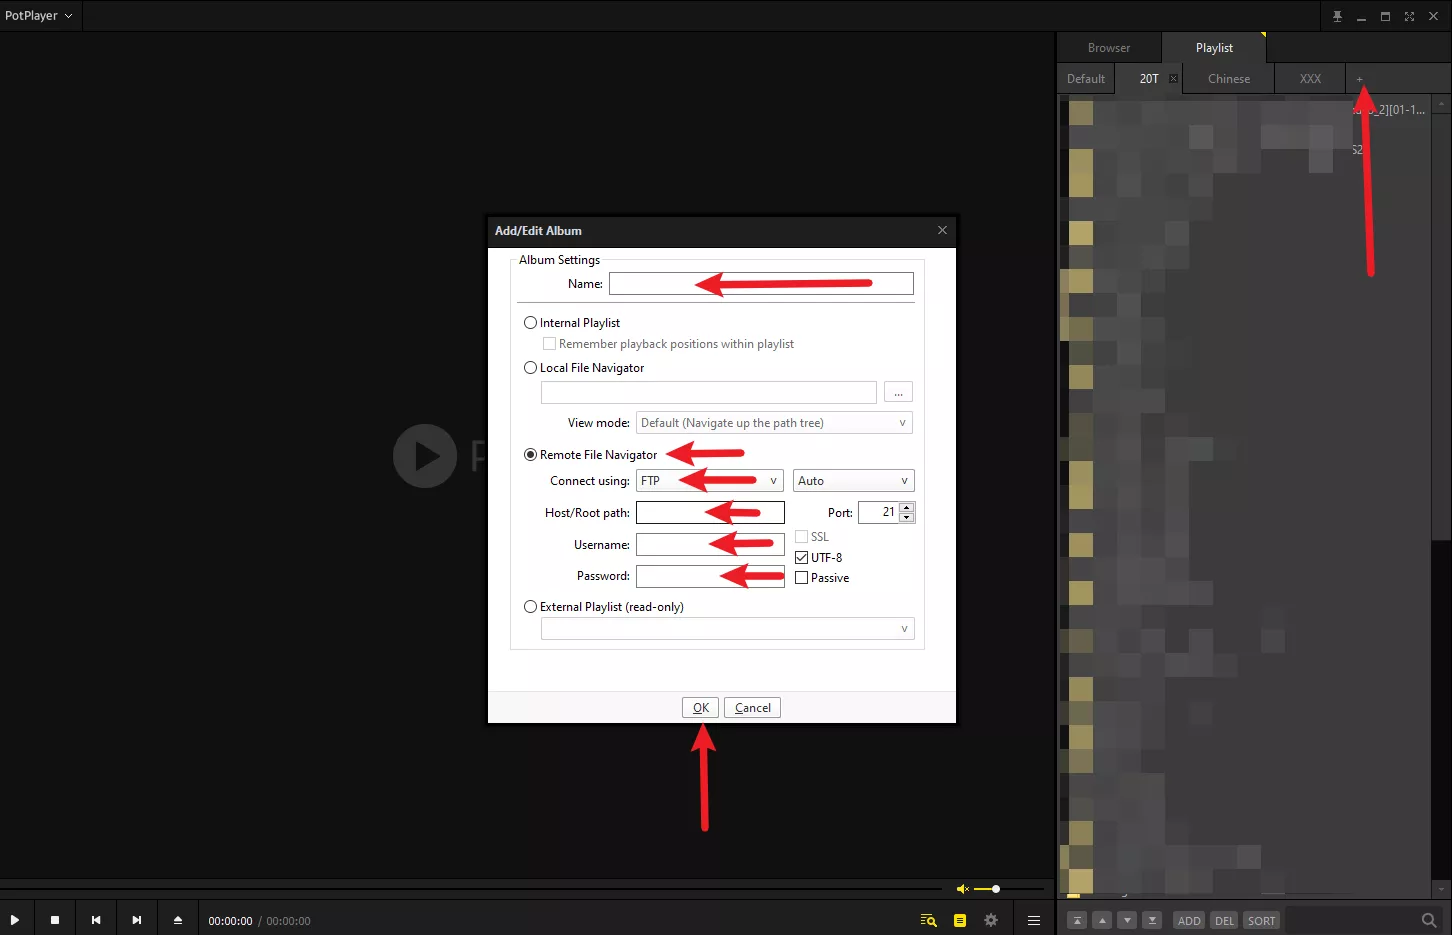 PotPlayer
Browser
Playlist
Default
20T
Chinese
XXX
+
_2][01-1...
S2
P
Add/Edit Album
Album Settings
Name:
Internal Playlist
Remember playback positions within playlist
Local File Navigator
...
View mode: Default (Navigate up the path tree)
Remote File Navigator
Connect using: FTP Auto
Host/Root path: Port: 21
SSL
Username:
UTF-8
Password:
Passive
External Playlist (read-only)
OK Cancel
00:00:00 / 00:00:00
ADD DEL SORT